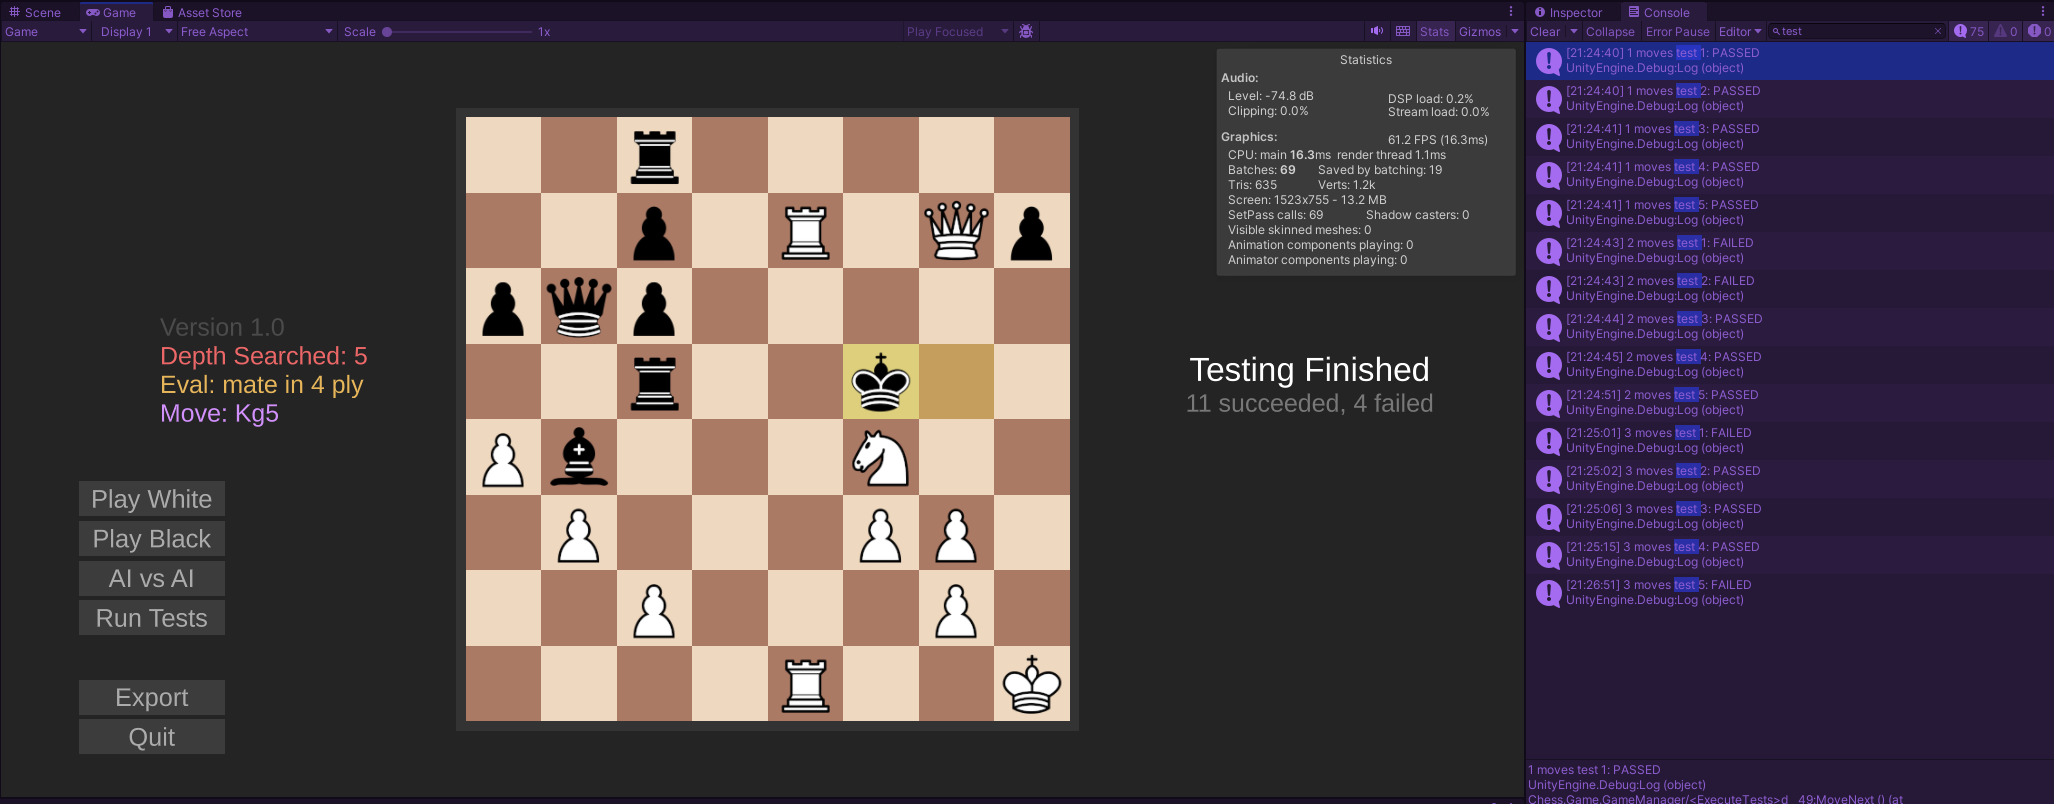 Scene Game Asset Store
Game Display 1 Free Aspect Scale 1x Play Focused Stats Gizmos
Statistics
Audio:
Level: -74.8 dB DSP load: 0.2%
Clipping: 0.0% Stream load: 0.0%
Graphics: 61.2 FPS (16.3ms)
CPU: main 16.3ms render thread 1.1ms
Batches: 69 Saved by batching: 19
Tris: 635 Verts: 1.2k
Screen: 1523x755 - 13.2 MB
SetPass calls: 69 Shadow casters: 0
Visible skinned meshes: 0
Animation components playing: 0
Animator components playing: 0
Version 1.0
Depth Searched: 5
Eval: mate in 4 ply
Move: Kg5
Testing Finished
11 succeeded, 4 failed
Play White
Play Black
AI vs AI
Run Tests
Export
Quit
Inspector Console
Clear Collapse Error Pause Editor test 75 0 0
[21:24:40] 1 moves test 1: PASSED
UnityEngine.Debug:Log (object)
[21:24:40] 1 moves test 2: PASSED
UnityEngine.Debug:Log (object)
[21:24:41] 1 moves test 3: PASSED
UnityEngine.Debug:Log (object)
[21:24:41] 1 moves test 4: PASSED
UnityEngine.Debug:Log (object)
[21:24:41] 1 moves test 5: PASSED
UnityEngine.Debug:Log (object)
[21:24:43] 2 moves test 1: FAILED
UnityEngine.Debug:Log (object)
[21:24:43] 2 moves test 2: FAILED
UnityEngine.Debug:Log (object)
[21:24:44] 2 moves test 3: PASSED
UnityEngine.Debug:Log (object)
[21:24:45] 2 moves test 4: PASSED
UnityEngine.Debug:Log (object)
[21:24:51] 2 moves test 5: PASSED
UnityEngine.Debug:Log (object)
[21:25:01] 3 moves test 1: FAILED
UnityEngine.Debug:Log (object)
[21:25:02] 3 moves test 2: PASSED
UnityEngine.Debug:Log (object)
[21:25:06] 3 moves test 3: PASSED
UnityEngine.Debug:Log (object)
[21:25:15] 3 moves test 4: PASSED
UnityEngine.Debug:Log (object)
[21:26:51] 3 moves test 5: FAILED
UnityEngine.Debug:Log (object)
1 moves test 1: PASSED
UnityEngine.Debug:Log (object)
Chess.Game.GameManager/<ExecuteTests>d__49:MoveNext () (at